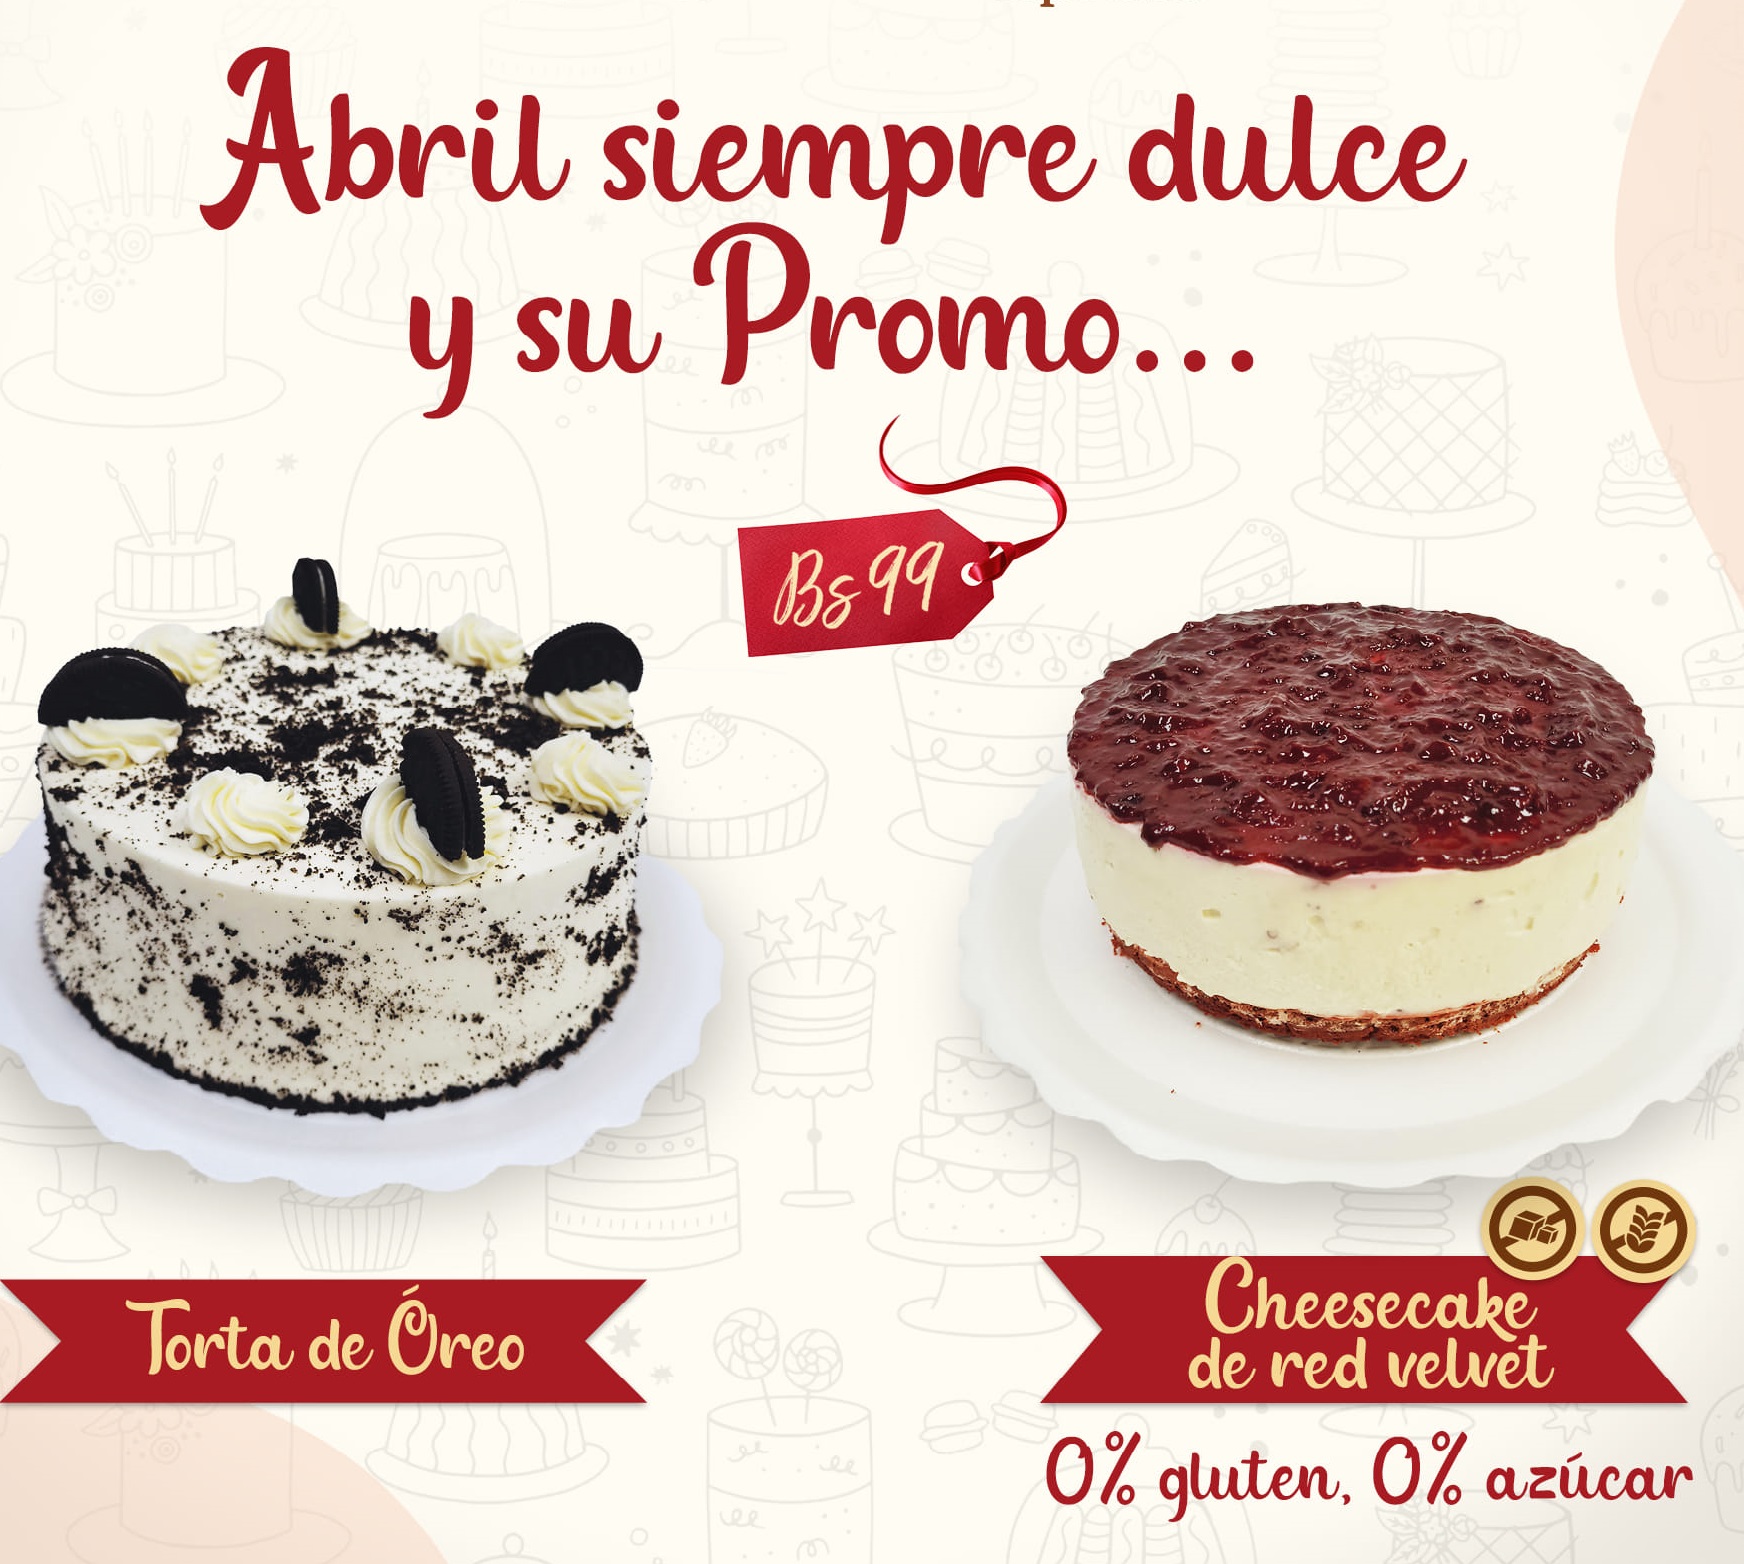 Abril siempre dulce
y su Promo...
Bs 99
Torta de Óreo
Cheesecake
de red velvet
0% gluten, 0% azúcar